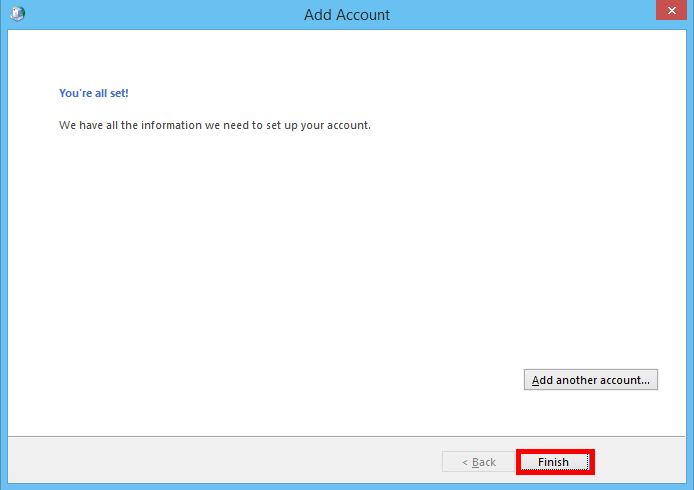 Add Account
You're all set!
We have all the information we need to set up your account.
Add another account...
< Back
Finish